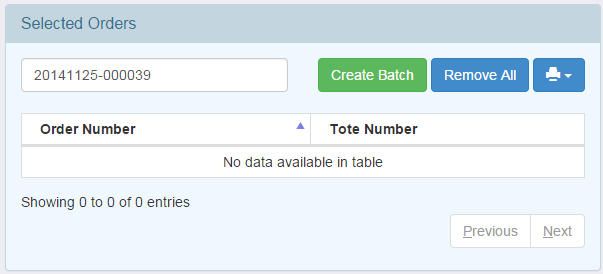 Selected Orders
20141125-000039
Create Batch
Remove All
Order Number
Tote Number
No data available in table
Showing 0 to 0 of 0 entries
Previous
Next